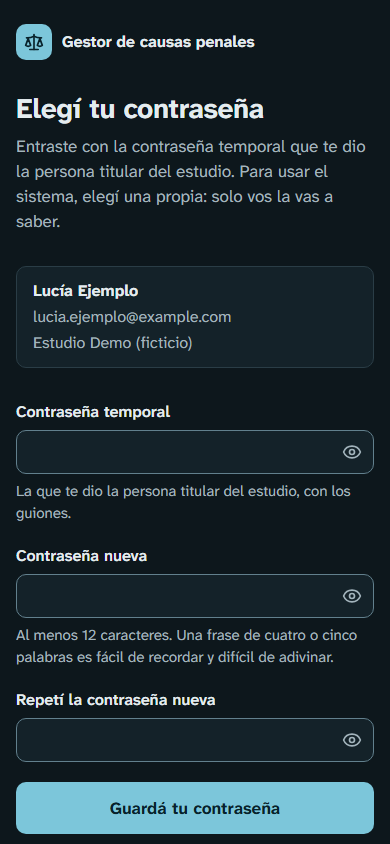 Gestor de causas penales
Elegí tu contraseña
Entraste con la contraseña temporal que te dio
la persona titular del estudio. Para usar el
sistema, elegí una propia: solo vos la vas a
saber.
Lucía Ejemplo
lucia.ejemplo@example.com
Estudio Demo (ficticio)
Contraseña temporal
La que te dio la persona titular del estudio, con los
guiones.
Contraseña nueva
Al menos 12 caracteres. Una frase de cuatro o cinco
palabras es fácil de recordar y difícil de adivinar.
Repetí la contraseña nueva
Guardá tu contraseña